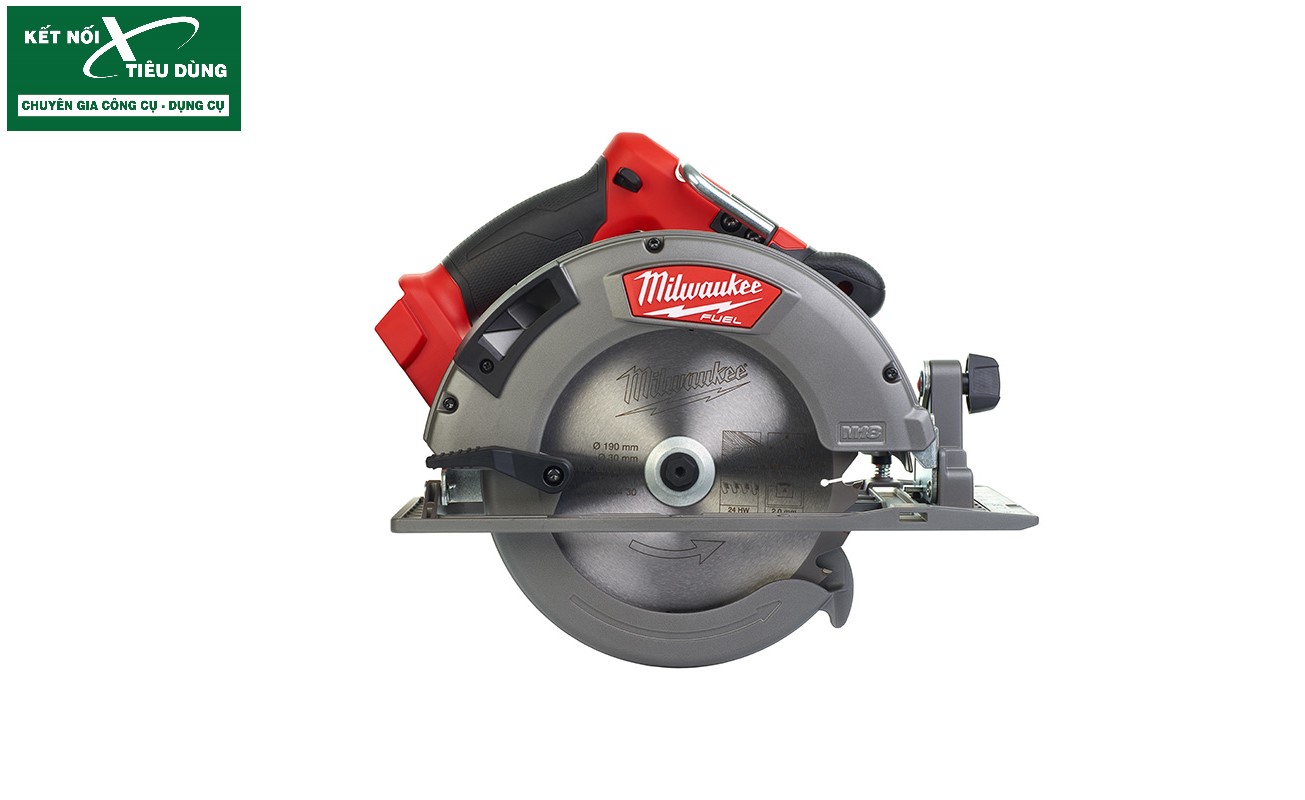 KẾT NỐI
TIÊU DÙNG
CHUYÊN GIA CÔNG CỤ - DỤNG CỤ
Milwaukee
FUEL
Milwaukee
M18
Ø 190 mm
Ø 30 mm
30
24 HW
2.0 mm